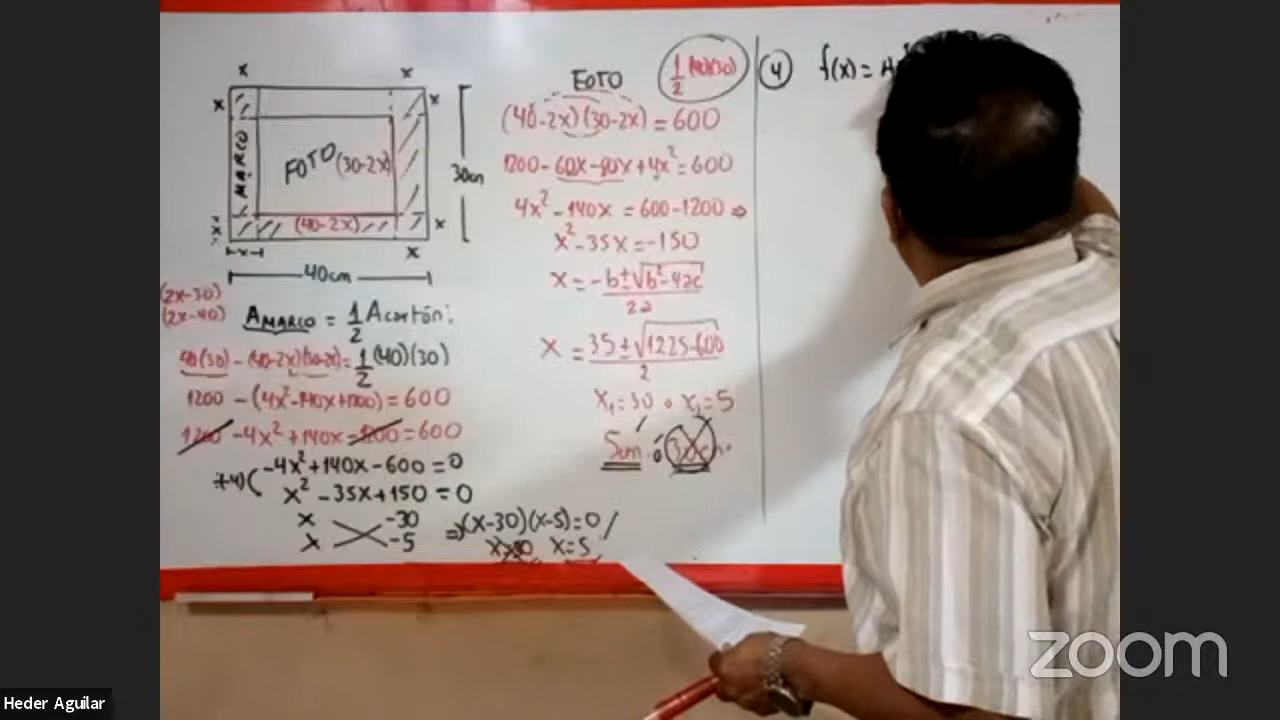 x x
x x
MARCO
FOTO (30-2x)
30cm
(40-2x)
x
x
x
x x
40cm
(2x-30)
(2x-40)
AMARCO = 1/2 Acartón:
40(30) - (40-2x)(30-2x) = 1/2 (40)(30)
1200 - (4x²-140x+1200) = 600
1200 - 4x² + 140x - 1200 = 600
-4x² + 140x - 600 = 0
x² - 35x + 150 = 0
x -30
x -5
⇒ (x-30)(x-5) = 0 /
x=30 x=5
FOTO
1/2 (40)(30)
(40-2x)(30-2x) = 600
1200 - 60x - 80x + 4x² = 600
4x² - 140x = 600 - 1200 ⇒
x² - 35x = -150
x = -b ± √b² - 4ac / 2a
x = 35 ± √1225 - 600 / 2
x₁ = 30 o x₂ = 5
5cm ó
4 f(x) =
zoom
Heder Aguilar